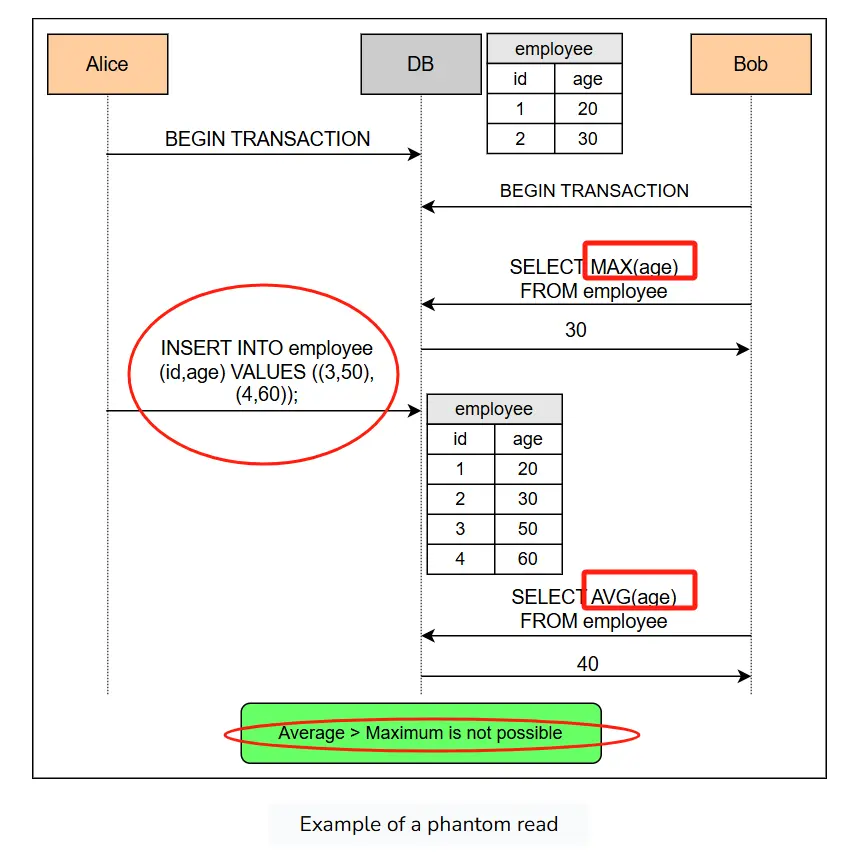 Alice
DB
employee
id age
1 20
2 30
Bob
BEGIN TRANSACTION
BEGIN TRANSACTION
SELECT MAX(age)
FROM employee
30
INSERT INTO employee
(id,age) VALUES ((3,50),
(4,60));
employee
id age
1 20
2 30
3 50
4 60
SELECT AVG(age)
FROM employee
40
Average > Maximum is not possible
Example of a phantom read